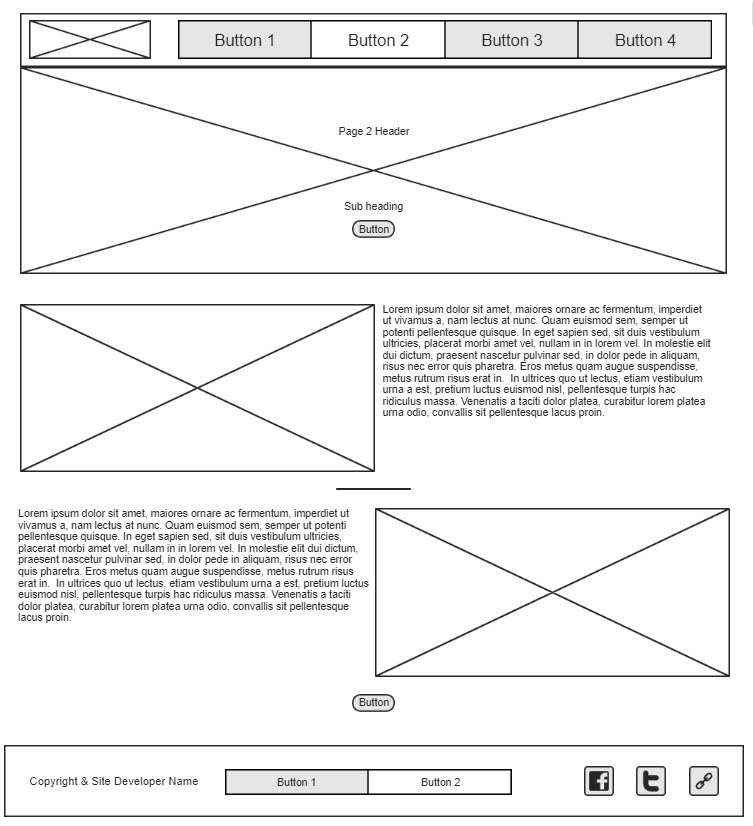 Button 1
Button 2
Button 3
Button 4
Page 2 Header
Sub heading
Button
Lorem ipsum dolor sit amet, maiores ornare ac fermentum, imperdiet
ut vivamus a, nam lectus at nunc. Quam euismod sem, semper ut
potenti pellentesque quisque. In eget sapien sed, sit duis vestibulum
ultricies, placerat morbi amet vel, nullam in in lorem vel. In molestie elit
dui dictum, praesent nascetur pulvinar sed, in dolor pede in aliquam,
risus nec error quis pharetra. Eros metus quam augue suspendisse,
metus rutrum risus erat in.  In ultrices quo ut lectus, etiam vestibulum
urna a est, pretium luctus euismod nisl, pellentesque turpis hac
ridiculus massa. Venenatis a taciti dolor platea, curabitur lorem platea
urna odio, convallis sit pellentesque lacus proin.
Lorem ipsum dolor sit amet, maiores ornare ac fermentum, imperdiet ut
vivamus a, nam lectus at nunc. Quam euismod sem, semper ut potenti
pellentesque quisque. In eget sapien sed, sit duis vestibulum ultricies,
placerat morbi amet vel, nullam in in lorem vel. In molestie elit dui dictum,
praesent nascetur pulvinar sed, in dolor pede in aliquam, risus nec error
quis pharetra. Eros metus quam augue suspendisse, metus rutrum risus
erat in.  In ultrices quo ut lectus, etiam vestibulum urna a est, pretium luctus
euismod nisl, pellentesque turpis hac ridiculus massa. Venenatis a taciti
dolor platea, curabitur lorem platea urna odio, convallis sit pellentesque
lacus proin.
Button
Copyright & Site Developer Name
Button 1
Button 2